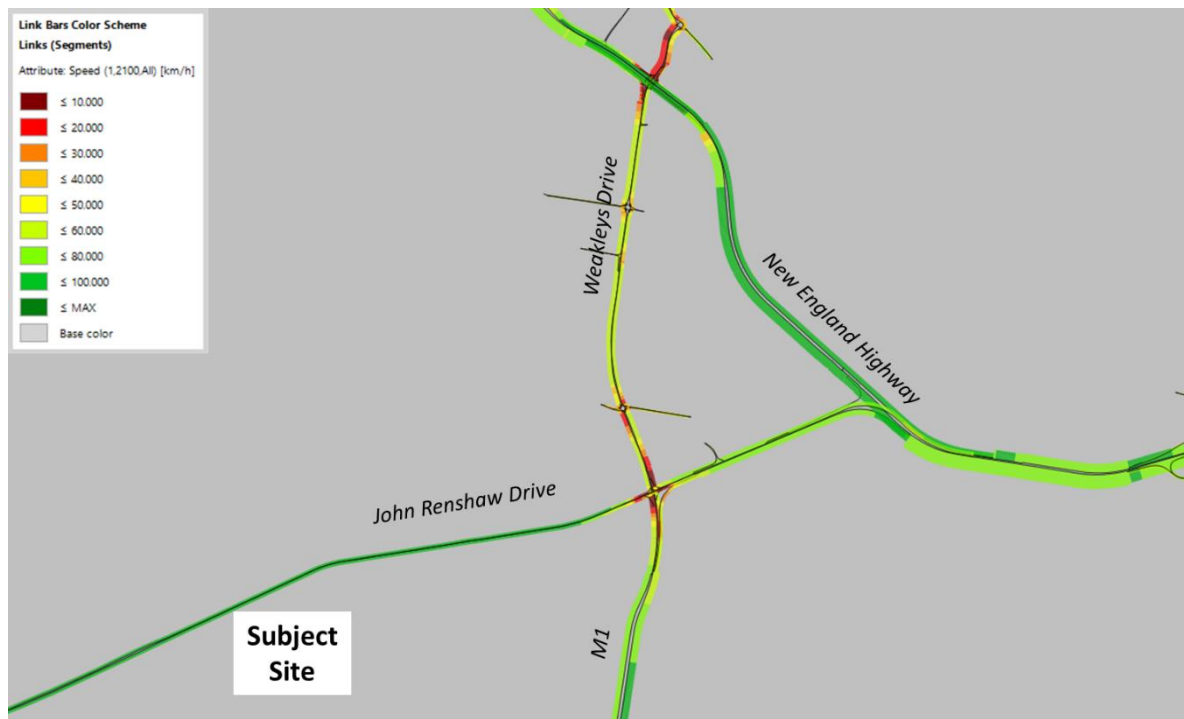 Link Bars Color Scheme
Links (Segments)
Attribute: Speed (1,2100,All) [km/h]
≤ 10.000
≤ 20.000
≤ 30.000
≤ 40.000
≤ 50.000
≤ 60.000
≤ 80.000
≤ 100.000
≤ MAX
Base color
Weakleys Drive
New England Highway
John Renshaw Drive
M1
Subject
Site